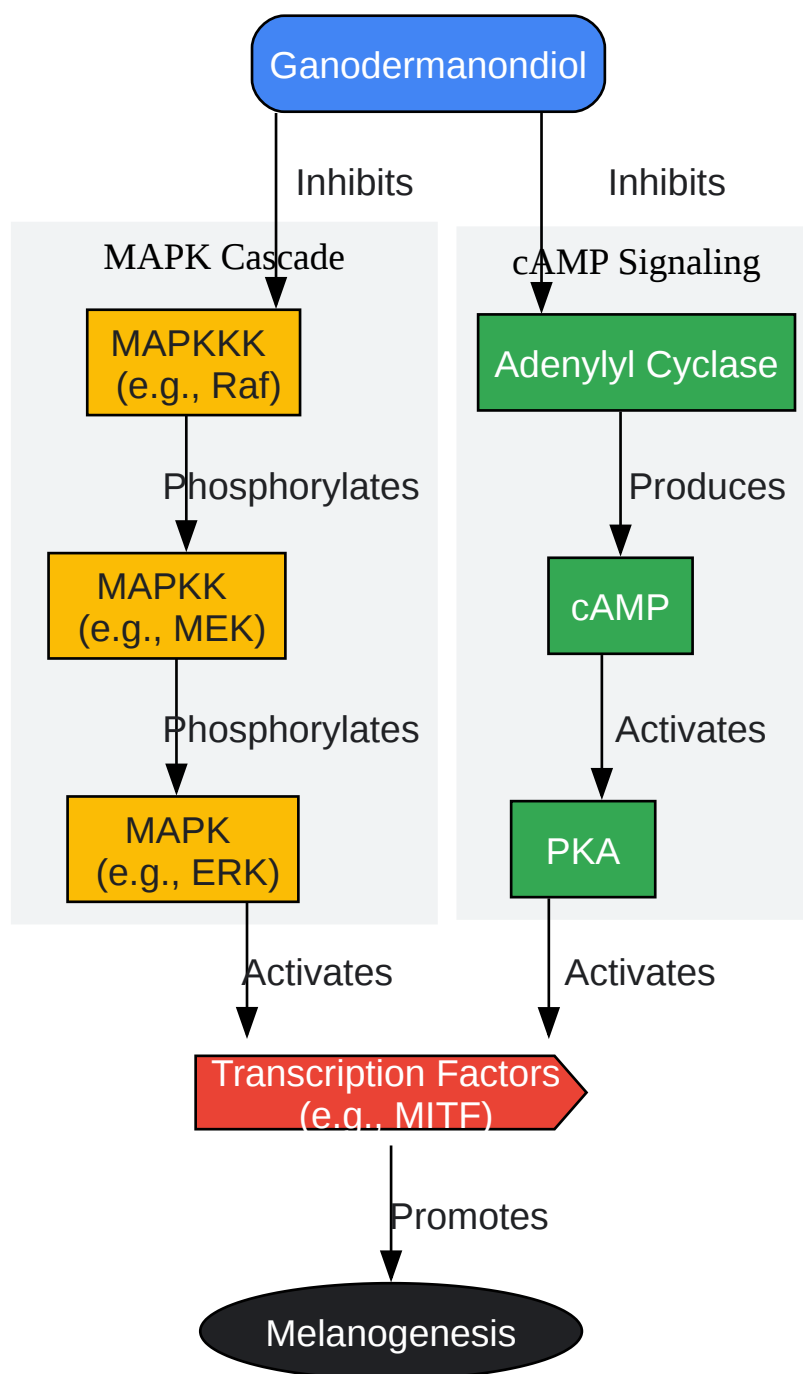 Ganodermanondiol
Inhibits
Inhibits
MAPK Cascade
cAMP Signaling
MAPKKK
(e.g., Raf)
Adenylyl Cyclase
Phosphorylates
Produces
MAPKK
(e.g., MEK)
cAMP
Phosphorylates
Activates
MAPK
(e.g., ERK)
PKA
Activates
Activates
Transcription Factors
(e.g., MITF)
Promotes
Melanogenesis